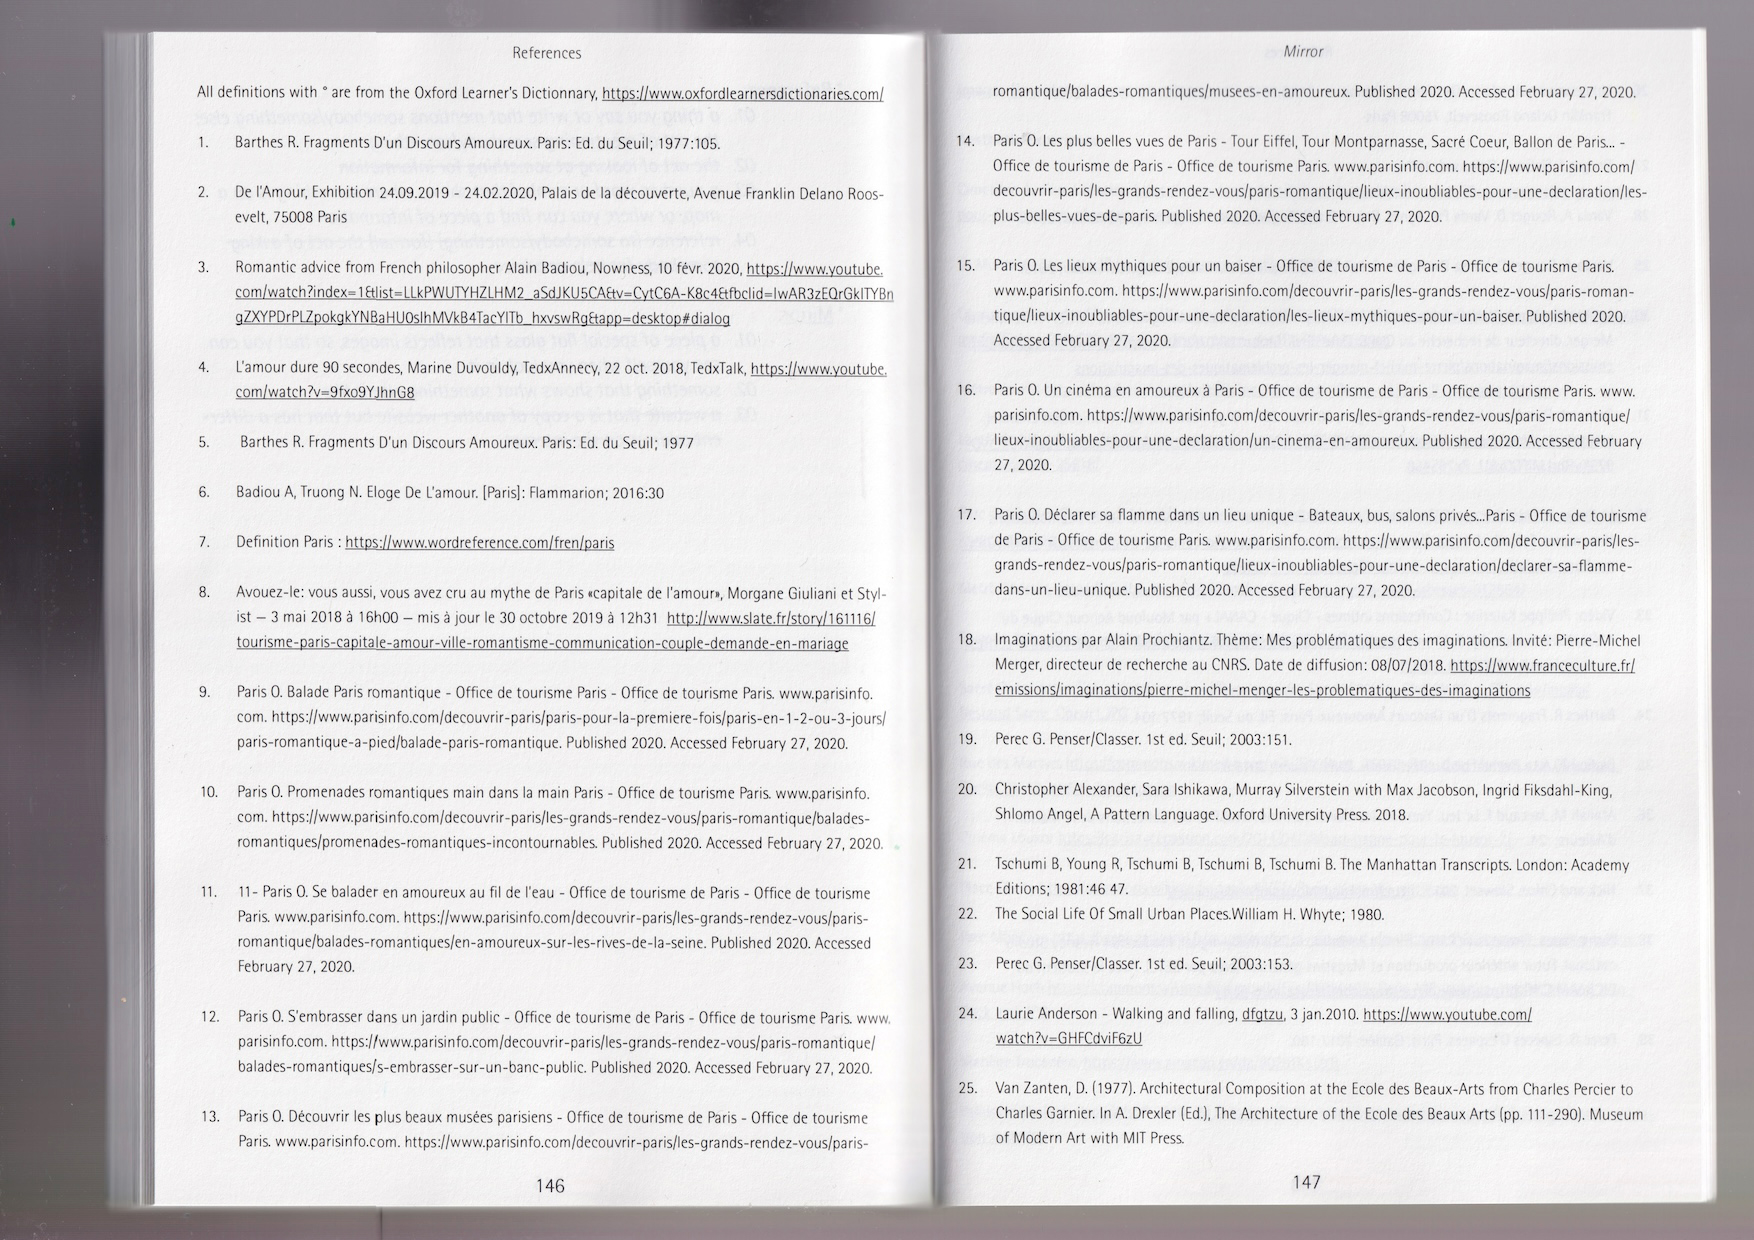 References
All definitions with ° are from the Oxford Learner's Dictionnary, https://www.oxfordlearnersdictionaries.com/
1. Barthes R. Fragments D'un Discours Amoureux. Paris: Ed. du Seuil; 1977:105.
2. De l'Amour, Exhibition 24.09.2019 - 24.02.2020, Palais de la découverte, Avenue Franklin Delano Roos-
evelt, 75008 Paris
3. Romantic advice from French philosopher Alain Badiou, Nowness, 10 févr. 2020, https://www.youtube.
com/watch?index=1&list=LLkPWUTYHZLHM2_aSdJKU5CA&v=CytC6A-K8c4&fbclid=IwAR3zEQrGkITYBn
gZXYPDrPLZpokgkYNBaHU0sIhMVkB4TacYITb_hxvswRg&app=desktop#dialog
4. L'amour dure 90 secondes, Marine Duvouldy, TedxAnnecy, 22 oct. 2018, TedxTalk, https://www.youtube.
com/watch?v=9fxo9YJhnG8
5. Barthes R. Fragments D'un Discours Amoureux. Paris: Ed. du Seuil; 1977
6. Badiou A, Truong N. Eloge De L'amour. [Paris]: Flammarion; 2016:30
7. Definition Paris : https://www.wordreference.com/fren/paris
8. Avouez-le: vous aussi, vous avez cru au mythe de Paris «capitale de l'amour», Morgane Giuliani et Styl-
ist — 3 mai 2018 à 16h00 — mis à jour le 30 octobre 2019 à 12h31 http://www.slate.fr/story/161116/
tourisme-paris-capitale-amour-ville-romantisme-communication-couple-demande-en-mariage
9. Paris O. Balade Paris romantique - Office de tourisme Paris - Office de tourisme Paris. www.parisinfo.
com. https://www.parisinfo.com/decouvrir-paris/paris-pour-la-premiere-fois/paris-en-1-2-ou-3-jours/
paris-romantique-a-pied/balade-paris-romantique. Published 2020. Accessed February 27, 2020.
10. Paris O. Promenades romantiques main dans la main Paris - Office de tourisme Paris. www.parisinfo.
com. https://www.parisinfo.com/decouvrir-paris/les-grands-rendez-vous/paris-romantique/balades-
romantiques/promenades-romantiques-incontournables. Published 2020. Accessed February 27, 2020.
11. 11- Paris O. Se balader en amoureux au fil de l'eau - Office de tourisme de Paris - Office de tourisme
Paris. www.parisinfo.com. https://www.parisinfo.com/decouvrir-paris/les-grands-rendez-vous/paris-
romantique/balades-romantiques/en-amoureux-sur-les-rives-de-la-seine. Published 2020. Accessed
February 27, 2020.
12. Paris O. S'embrasser dans un jardin public - Office de tourisme de Paris - Office de tourisme Paris. www.
parisinfo.com. https://www.parisinfo.com/decouvrir-paris/les-grands-rendez-vous/paris-romantique/
balades-romantiques/s-embrasser-sur-un-banc-public. Published 2020. Accessed February 27, 2020.
13. Paris O. Découvrir les plus beaux musées parisiens - Office de tourisme de Paris - Office de tourisme
Paris. www.parisinfo.com. https://www.parisinfo.com/decouvrir-paris/les-grands-rendez-vous/paris-
146
Mirror
romantique/balades-romantiques/musees-en-amoureux. Published 2020. Accessed February 27, 2020.
14. Paris O. Les plus belles vues de Paris - Tour Eiffel, Tour Montparnasse, Sacré Coeur, Ballon de Paris... -
Office de tourisme de Paris - Office de tourisme Paris. www.parisinfo.com. https://www.parisinfo.com/
decouvrir-paris/les-grands-rendez-vous/paris-romantique/lieux-inoubliables-pour-une-declaration/les-
plus-belles-vues-de-paris. Published 2020. Accessed February 27, 2020.
15. Paris O. Les lieux mythiques pour un baiser - Office de tourisme de Paris - Office de tourisme Paris.
www.parisinfo.com. https://www.parisinfo.com/decouvrir-paris/les-grands-rendez-vous/paris-roman-
tique/lieux-inoubliables-pour-une-declaration/les-lieux-mythiques-pour-un-baiser. Published 2020.
Accessed February 27, 2020.
16. Paris O. Un cinéma en amoureux à Paris - Office de tourisme de Paris - Office de tourisme Paris. www.
parisinfo.com. https://www.parisinfo.com/decouvrir-paris/les-grands-rendez-vous/paris-romantique/
lieux-inoubliables-pour-une-declaration/un-cinema-en-amoureux. Published 2020. Accessed February
27, 2020.
17. Paris O. Déclarer sa flamme dans un lieu unique - Bateaux, bus, salons privés...Paris - Office de tourisme
de Paris - Office de tourisme Paris. www.parisinfo.com. https://www.parisinfo.com/decouvrir-paris/les-
grands-rendez-vous/paris-romantique/lieux-inoubliables-pour-une-declaration/declarer-sa-flamme-
dans-un-lieu-unique. Published 2020. Accessed February 27, 2020.
18. Imaginations par Alain Prochiantz. Thème: Mes problématiques des imaginations. Invité: Pierre-Michel
Merger, directeur de recherche au CNRS. Date de diffusion: 08/07/2018. https://www.franceculture.fr/
emissions/imaginations/pierre-michel-menger-les-problematiques-des-imaginations
19. Perec G. Penser/Classer. 1st ed. Seuil; 2003:151.
20. Christopher Alexander, Sara Ishikawa, Murray Silverstein with Max Jacobson, Ingrid Fiksdahl-King,
Shlomo Angel, A Pattern Language. Oxford University Press. 2018.
21. Tschumi B, Young R, Tschumi B, Tschumi B, Tschumi B. The Manhattan Transcripts. London: Academy
Editions; 1981:46 47.
22. The Social Life Of Small Urban Places.William H. Whyte; 1980.
23. Perec G. Penser/Classer. 1st ed. Seuil; 2003:153.
24. Laurie Anderson - Walking and falling, dfgtzu, 3 jan.2010. https://www.youtube.com/
watch?v=GHFCdviF6zU
25. Van Zanten, D. (1977). Architectural Composition at the Ecole des Beaux-Arts from Charles Percier to
Charles Garnier. In A. Drexler (Ed.), The Architecture of the Ecole des Beaux Arts (pp. 111-290). Museum
of Modern Art with MIT Press.
147